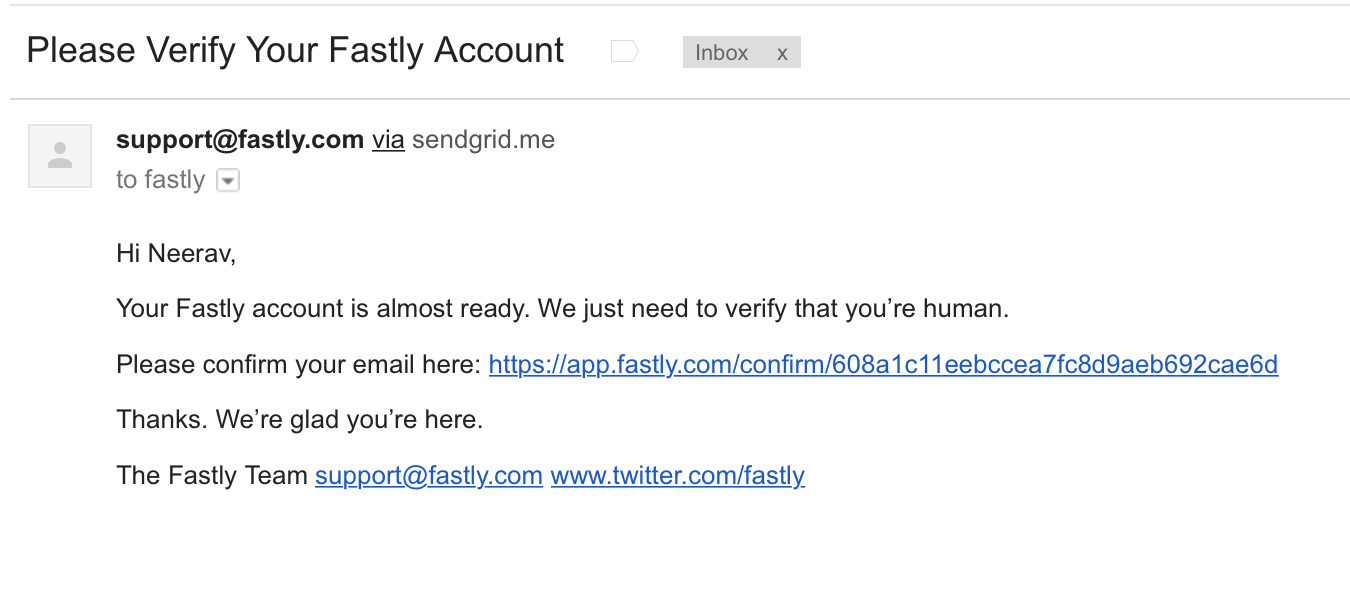 Please Verify Your Fastly Account Inbox x
support@fastly.com via sendgrid.me
to fastly
Hi Neerav,
Your Fastly account is almost ready. We just need to verify that you’re human.
Please confirm your email here: https://app.fastly.com/confirm/608a1c11eebccea7fc8d9aeb692cae6d
Thanks. We’re glad you’re here.
The Fastly Team support@fastly.com www.twitter.com/fastly